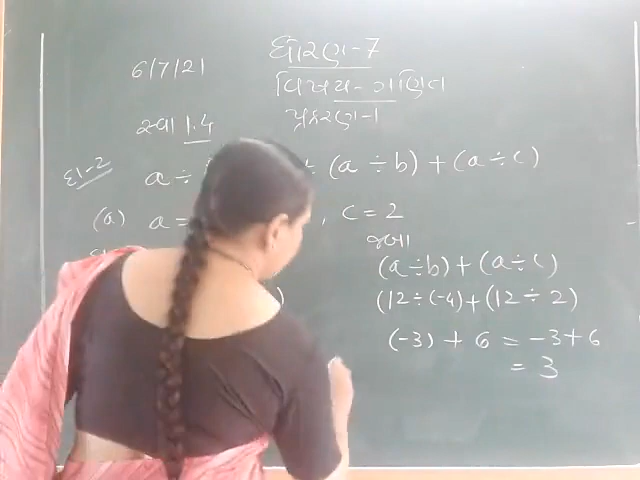 6/7/21
ધોરણ-7
વિષય-ગણિત
પ્રકરણ-1
સ્વા 1.4
દા-2
a ÷ ≠ (a ÷ b) + (a ÷ c)
(a) a = , c = 2
જબા
(a ÷ b) + (a ÷ c)
(12 ÷ (-4) + (12 ÷ 2)
(-3) + 6 = -3+6
= 3